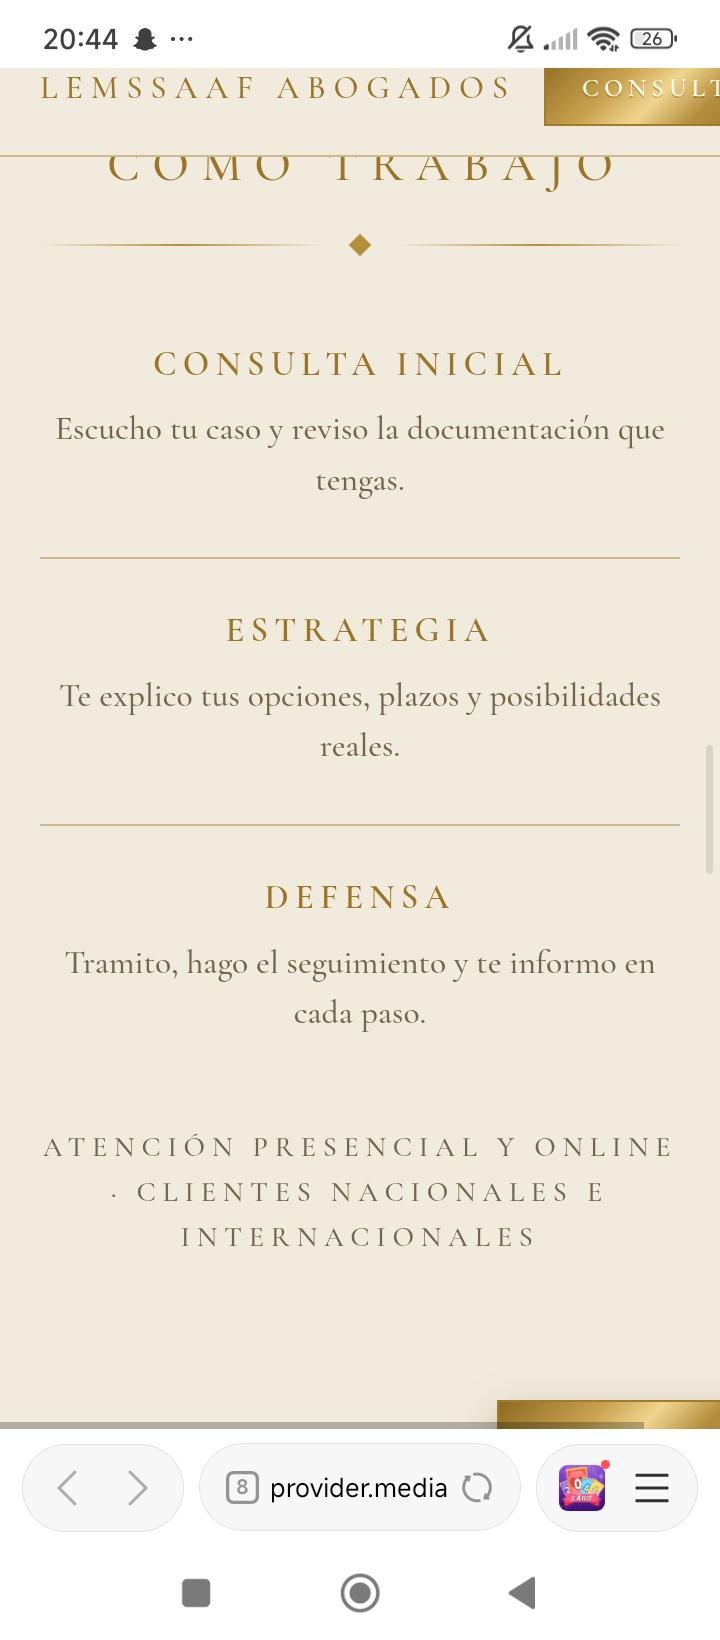 20:44
26
LEMSSAAF ABOGADOS
CONSULT
CÓMO TRABAJO
CONSULTA INICIAL
Escucho tu caso y reviso la documentación que
tengas.
ESTRATEGIA
Te explico tus opciones, plazos y posibilidades
reales.
DEFENSA
Tramito, hago el seguimiento y te informo en
cada paso.
ATENCIÓN PRESENCIAL Y ONLINE
· CLIENTES NACIONALES E
INTERNACIONALES
8
provider.media